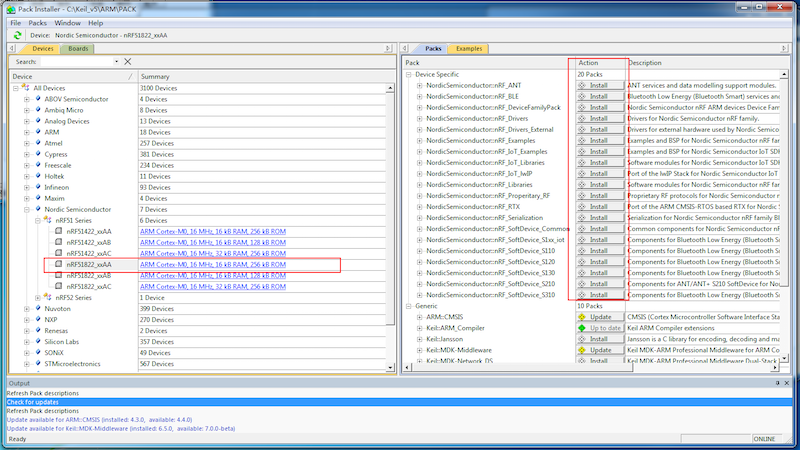 Pack Installer - C:\Keil_v5\ARM\PACK
File Packs Window Help
Device: Nordic Semiconductor - nRF51822_xxAA
Devices Boards
Search:
Device Summary
All Devices 3100 Devices
ABOV Semiconductor 4 Devices
Ambiq Micro 8 Devices
Analog Devices 13 Devices
ARM 18 Devices
Atmel 257 Devices
Cypress 381 Devices
Freescale 234 Devices
Holtek 11 Devices
Infineon 93 Devices
Maxim 4 Devices
Nordic Semiconductor 7 Devices
nRF51 Series 6 Devices
nRF51422_xxAA ARM Cortex-M0, 16 MHz, 16 kB RAM, 256 kB ROM
nRF51422_xxAB ARM Cortex-M0, 16 MHz, 16 kB RAM, 128 kB ROM
nRF51422_xxAC ARM Cortex-M0, 16 MHz, 32 kB RAM, 256 kB ROM
nRF51822_xxAA ARM Cortex-M0, 16 MHz, 16 kB RAM, 256 kB ROM
nRF51822_xxAB ARM Cortex-M0, 16 MHz, 16 kB RAM, 128 kB ROM
nRF51822_xxAC ARM Cortex-M0, 16 MHz, 32 kB RAM, 256 kB ROM
nRF52 Series 1 Device
Nuvoton 399 Devices
NXP 270 Devices
Renesas 2 Devices
Silicon Labs 357 Devices
SONiX 49 Devices
STMicroelectronics 567 Devices
Packs Examples
Pack Action Description
Device Specific 20 Packs
NordicSemiconductor::nRF_ANT Install ANT services and data modelling support modules.
NordicSemiconductor::nRF_BLE Install Bluetooth Low Energy (Bluetooth Smart) services and
NordicSemiconductor::nRF_DeviceFamilyPack Install Nordic Semiconductor nRF ARM devices Device Fam
NordicSemiconductor::nRF_Drivers Install Drivers for Nordic Semiconductor nRF family.
NordicSemiconductor::nRF_Drivers_External Install Drivers for external hardware used by Nordic Semico
NordicSemiconductor::nRF_Examples Install Examples and BSP for Nordic Semiconductor nRF fam
NordicSemiconductor::nRF_IoT_Examples Install Examples and BSP for Nordic Semiconductor IoT SDK
NordicSemiconductor::nRF_IoT_Libraries Install Software modules for Nordic Semiconductor IoT SDK
NordicSemiconductor::nRF_IoT_lwIP Install Port of the lwIP Stack for Nordic Semiconductor IoT
NordicSemiconductor::nRF_Libraries Install Software modules for Nordic Semiconductor nRF fam
NordicSemiconductor::nRF_Properitary_RF Install Proprietary RF protocols for Nordic Semiconductor n
NordicSemiconductor::nRF_RTX Install Port of the ARM CMSIS-RTOS based RTX for Nordic S
NordicSemiconductor::nRF_Serialization Install Serialization for Nordic Semiconductor nRF family BL
NordicSemiconductor::nRF_SoftDevice_Common Install Common components for Nordic Semiconductor nRF
NordicSemiconductor::nRF_SoftDevice_S1xx_iot Install Components for Bluetooth Low Energy (Bluetooth Sm
NordicSemiconductor::nRF_SoftDevice_S110 Install Components for Bluetooth Low Energy (Bluetooth Sm
NordicSemiconductor::nRF_SoftDevice_S120 Install Components for Bluetooth Low Energy (Bluetooth Sm
NordicSemiconductor::nRF_SoftDevice_S130 Install Components for Bluetooth Low Energy (Bluetooth Sm
NordicSemiconductor::nRF_SoftDevice_S210 Install Components for ANT/ANT+ S210 SoftDevice for Nor
NordicSemiconductor::nRF_SoftDevice_S310 Install Components for Bluetooth Low Energy (Bluetooth Sm
Generic 10 Packs
ARM::CMSIS Update CMSIS (Cortex Microcontroller Software Interface Sta
Keil::ARM_Compiler Up to date Keil ARM Compiler extensions
Keil::Jansson Install Jansson is a C library for encoding, decoding and ma
Keil::MDK-Middleware Update Keil MDK-ARM Professional Middleware for ARM Co
Keil::MDK-Network_DS Install Keil MDK-ARM Professional Middleware Dual-Stack
Output
Refresh Pack descriptions
Check for updates
Refresh Pack descriptions
Update available for ARM::CMSIS (installed: 4.3.0, available: 4.4.0)
Update available for Keil::MDK-Middleware (installed: 6.5.0, available: 7.0.0-beta)
Ready ONLINE